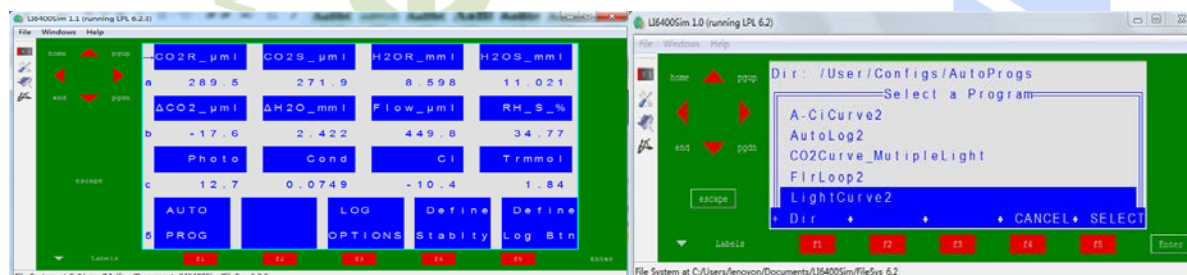 LI6400Sim 1.1 (running LPL 6.2.3)
File Windows Help
home pgup
end pgdn
escape
→CO2R_µml CO2S_µml H2OR_mml H2OS_mml
a 289.5 271.9 8.598 11.021
ΔCO2_µml ΔH2O_mml Flow_µml RH_S_%
b -17.6 2.422 449.8 34.77
Photo Cond Ci Trmmol
c 12.7 0.0749 -10.4 1.84
AUTO LOG Define Define
6 PROG OPTIONS Stablty Log Btn
Labels f1 f2 f3 f4 f5 Enter
LI6400Sim 1.0 (running LPL 6.2)
File Windows Help
home pgup
end pgdn
escape
Dir: /User/Configs/AutoProgs
Select a Program
A-CiCurve2
AutoLog2
CO2Curve_MutipleLight
FlrLoop2
LightCurve2
+ Dir + + + CANCEL+ SELECT
Labels f1 f2 f3 f4 f5 Enter
File System at C:/Users/lenovon/Documents/LI6400Sim/FileSys 6.2